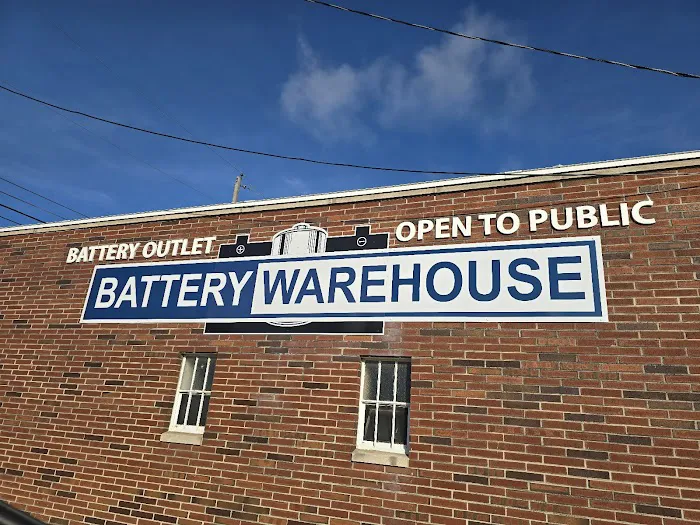 BATTERY OUTLET
OPEN TO PUBLIC
BATTERY WAREHOUSE